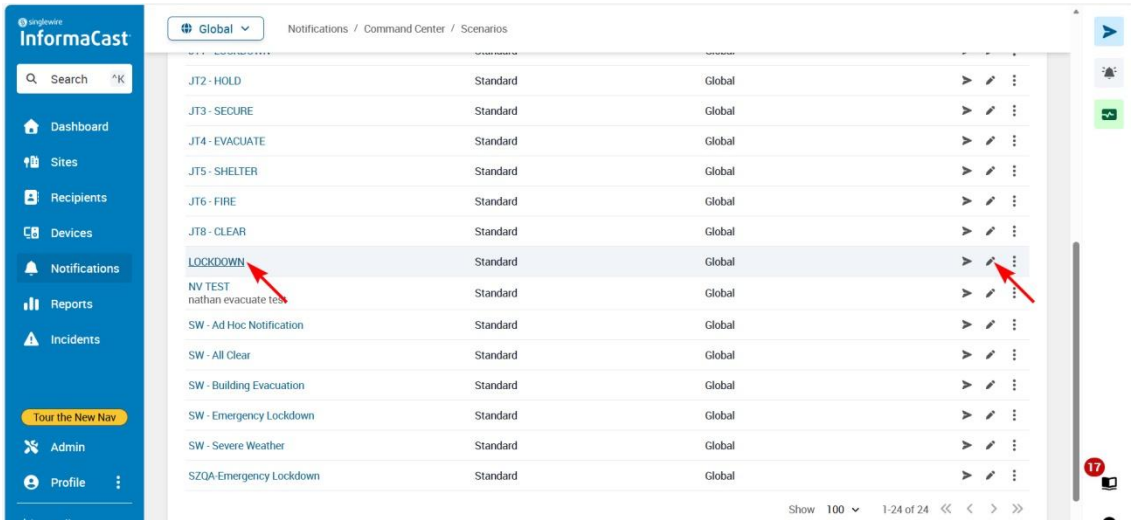 singlewire
InformaCast
Search ^K
Dashboard
Sites
Recipients
Devices
Notifications
Reports
Incidents
Tour the New Nav
Admin
Profile
Global
Notifications / Command Center / Scenarios
JT2 - HOLD Standard Global
JT3 - SECURE Standard Global
JT4 - EVACUATE Standard Global
JT5 - SHELTER Standard Global
JT6 - FIRE Standard Global
JT8 - CLEAR Standard Global
LOCKDOWN Standard Global
NV TEST
nathan evacuate test Standard Global
SW - Ad Hoc Notification Standard Global
SW - All Clear Standard Global
SW - Building Evacuation Standard Global
SW - Emergency Lockdown Standard Global
SW - Severe Weather Standard Global
SZQA-Emergency Lockdown Standard Global
Show 100 1-24 of 24
17